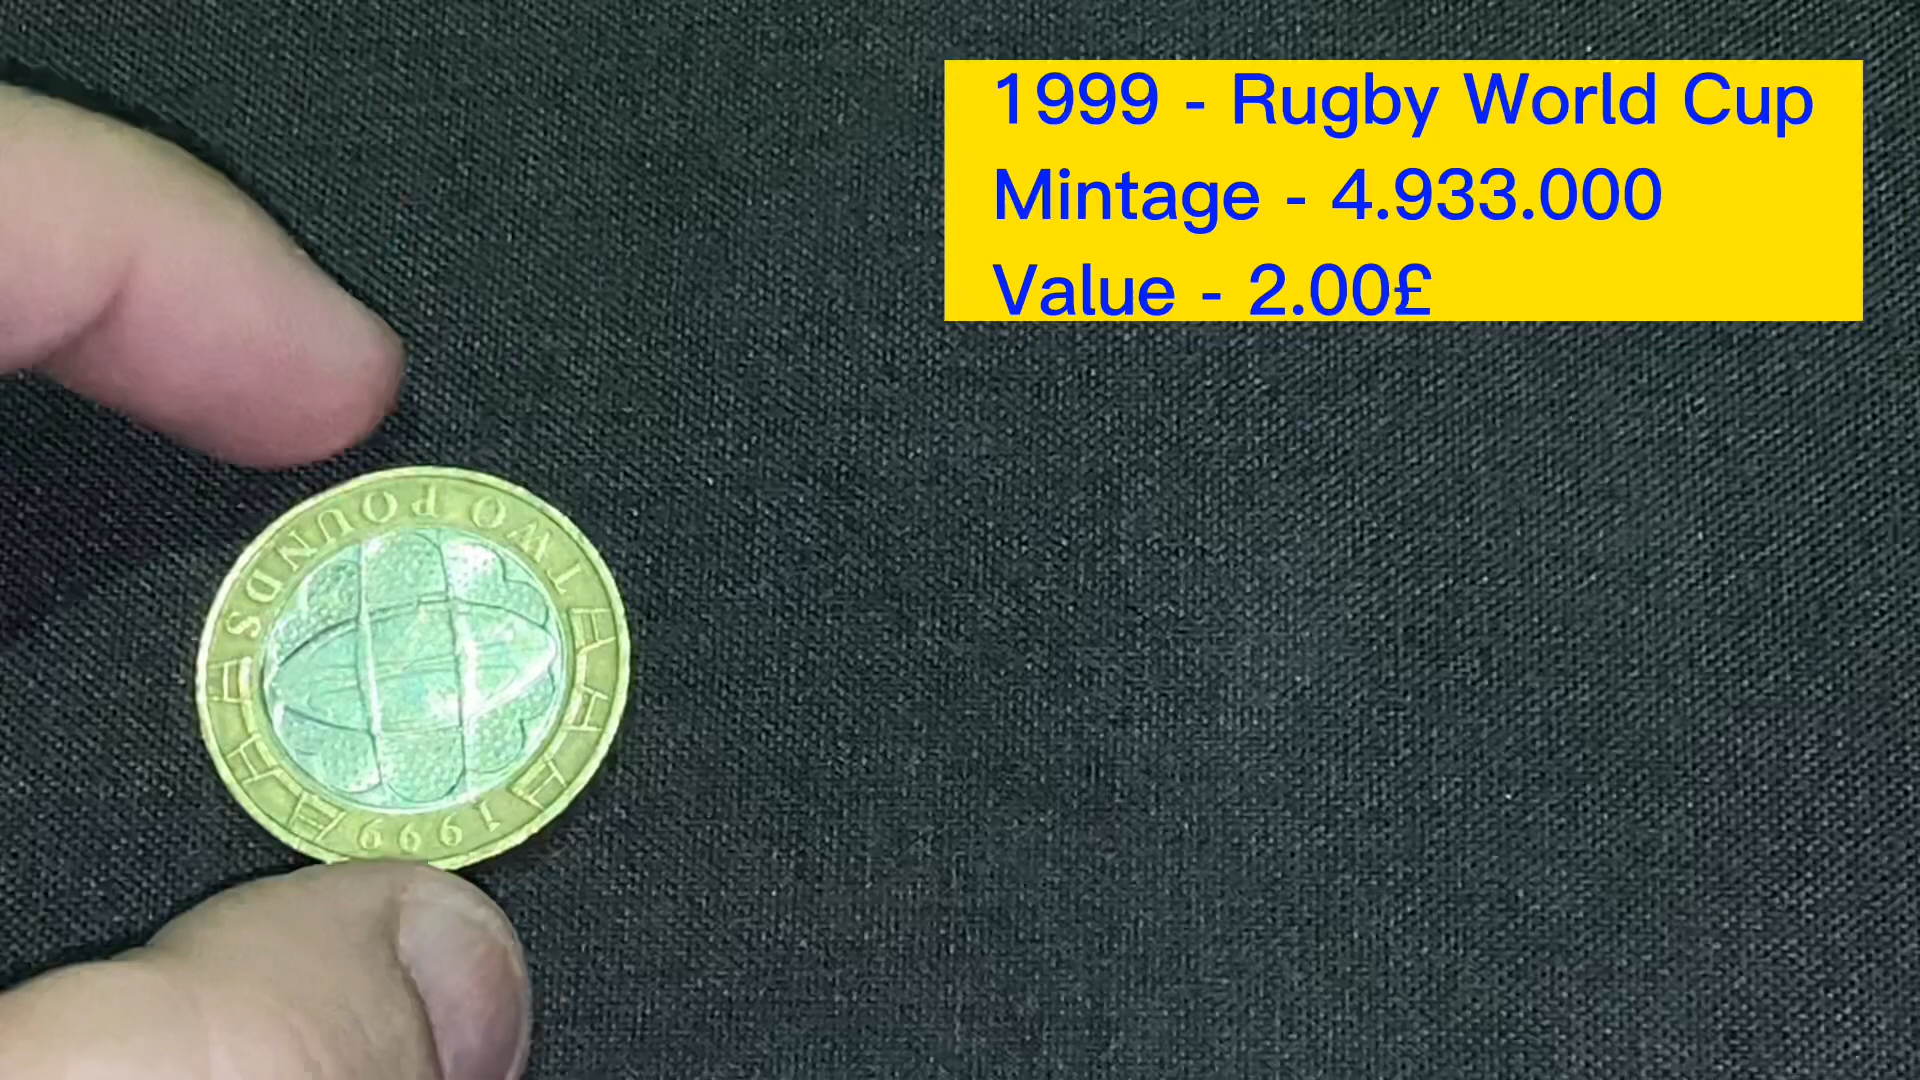 1999 - Rugby World Cup
Mintage - 4.933.000
Value - 2.00£
TWO POUNDS
1999